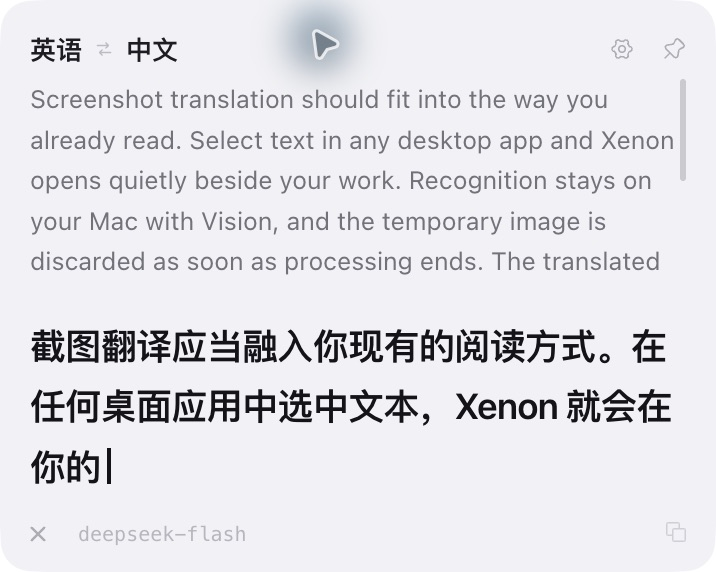 英语 ⇄ 中文
Screenshot translation should fit into the way you
already read. Select text in any desktop app and Xenon
opens quietly beside your work. Recognition stays on
your Mac with Vision, and the temporary image is
discarded as soon as processing ends. The translated
截图翻译应当融入你现有的阅读方式。在
任何桌面应用中选中文本，Xenon 就会在
你的
deepseek-flash